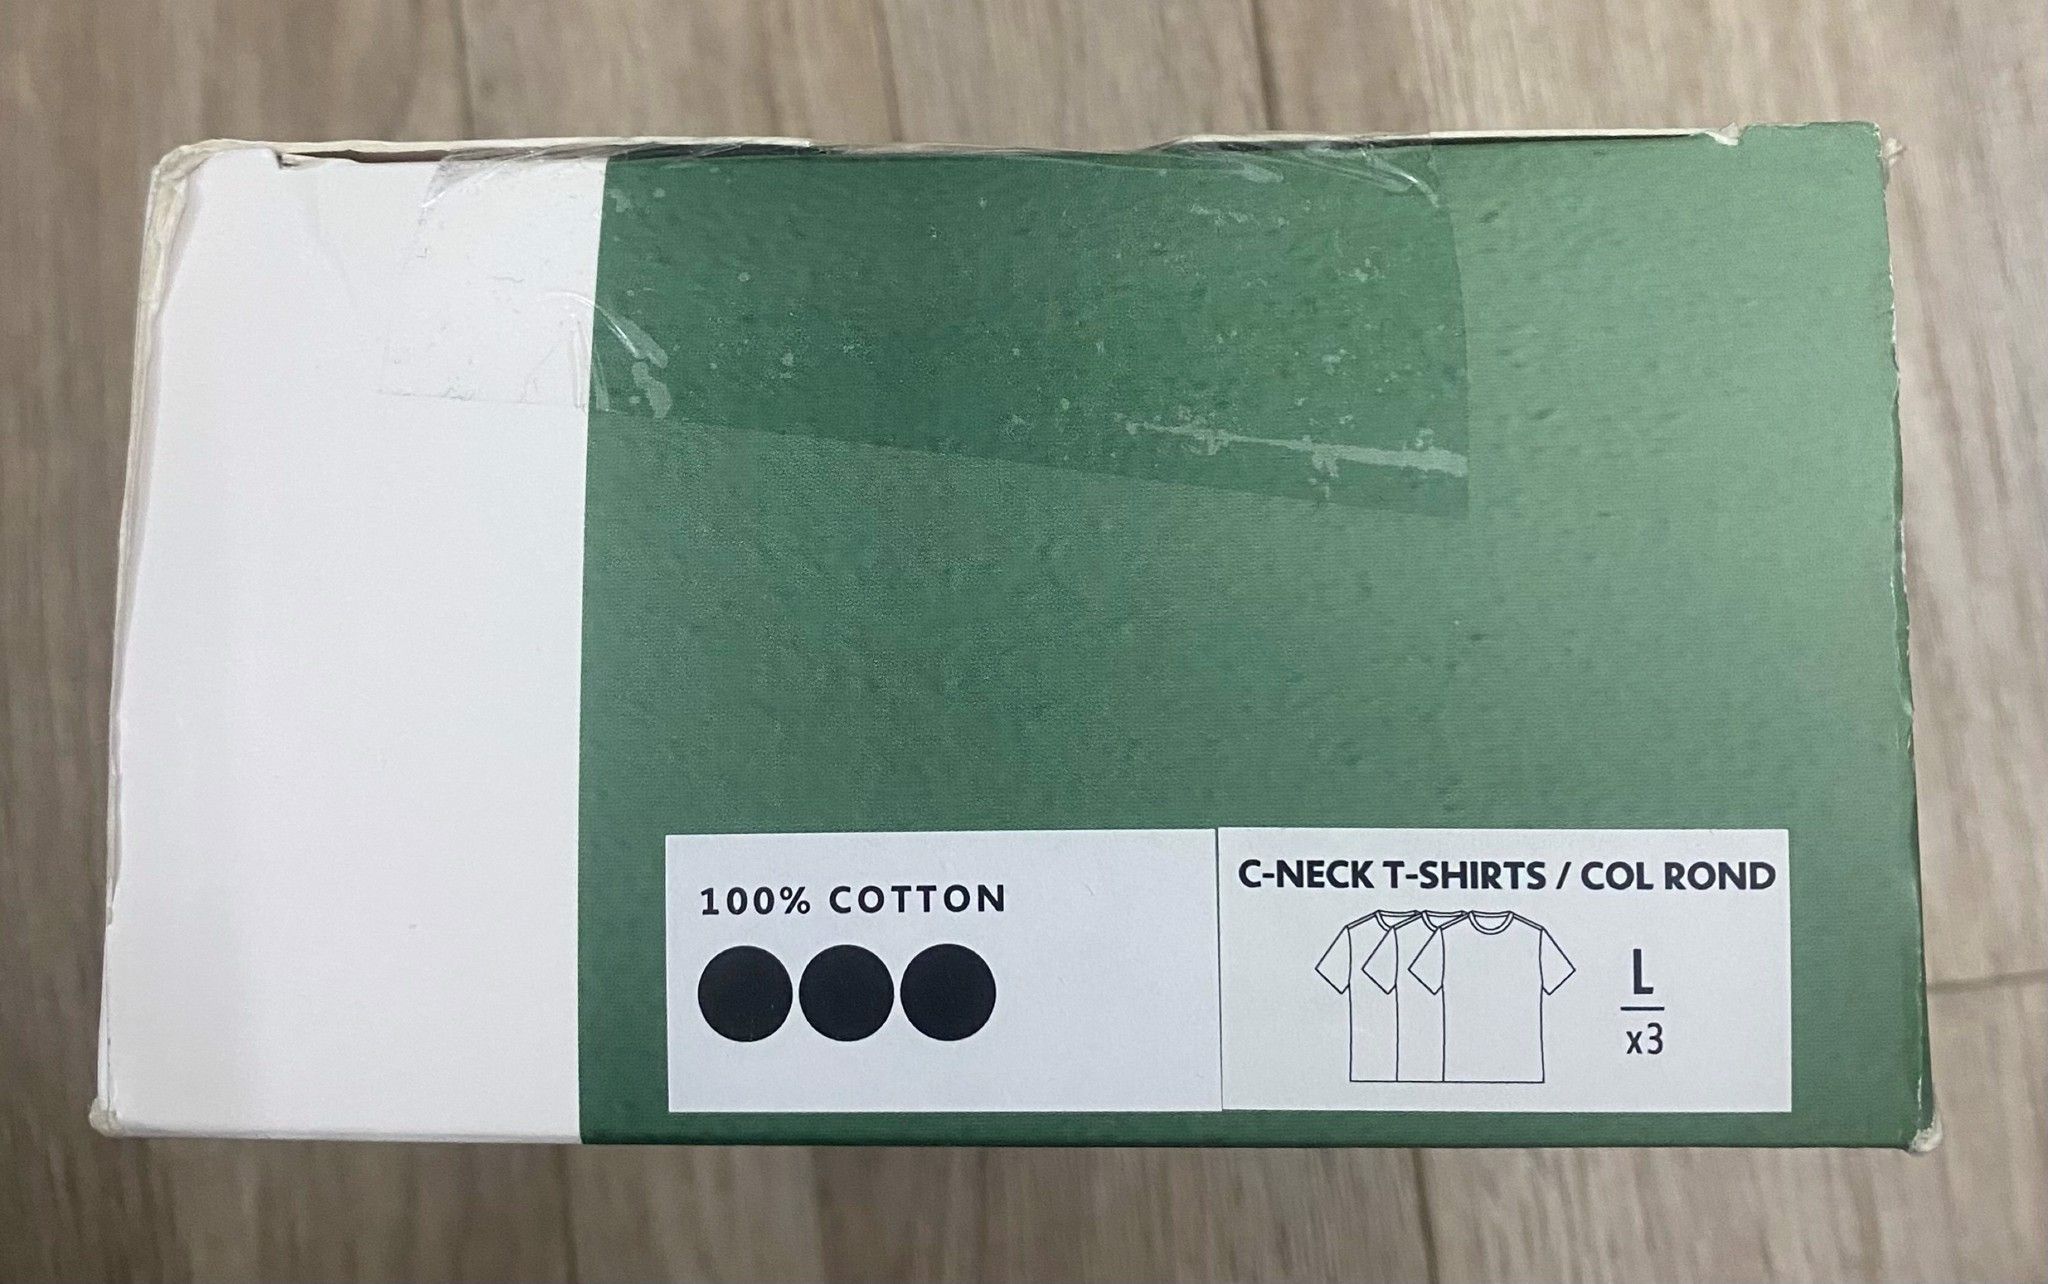 100% COTTON
C-NECK T-SHIRTS / COL ROND
L
x3